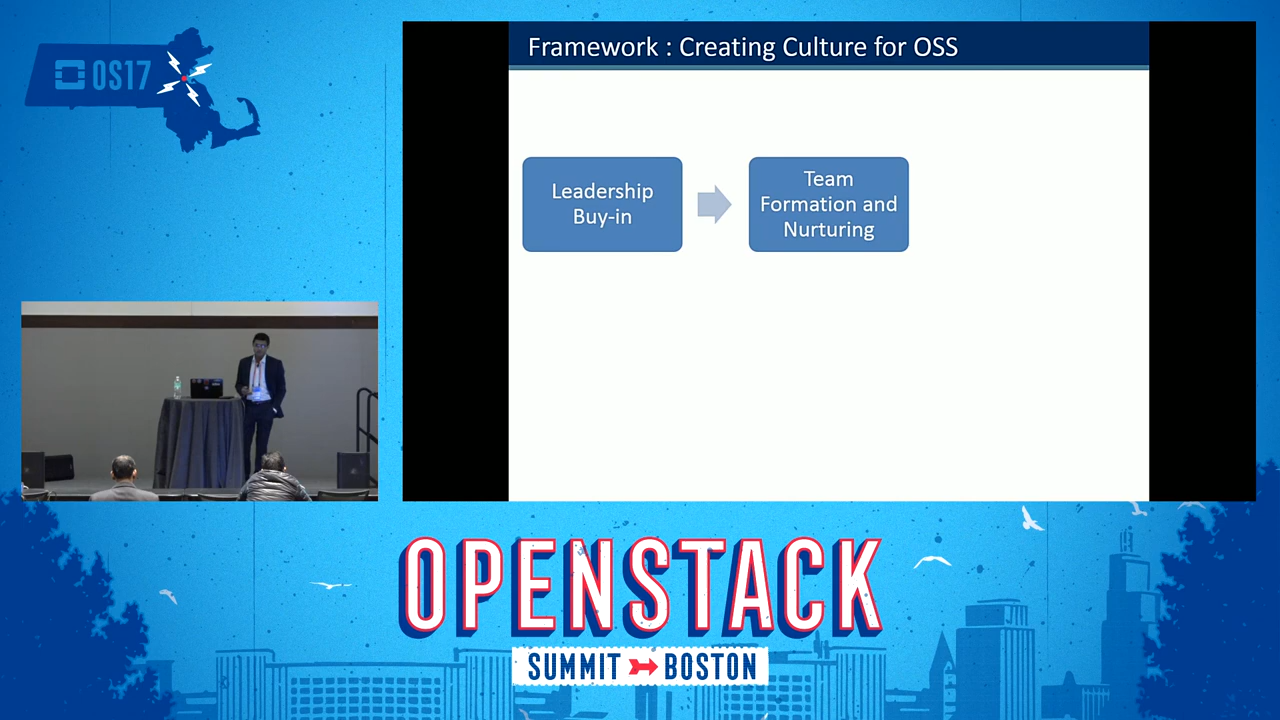 OS17
Framework : Creating Culture for OSS
Leadership
Buy-in
Team
Formation and
Nurturing
OPENSTACK
SUMMIT BOSTON